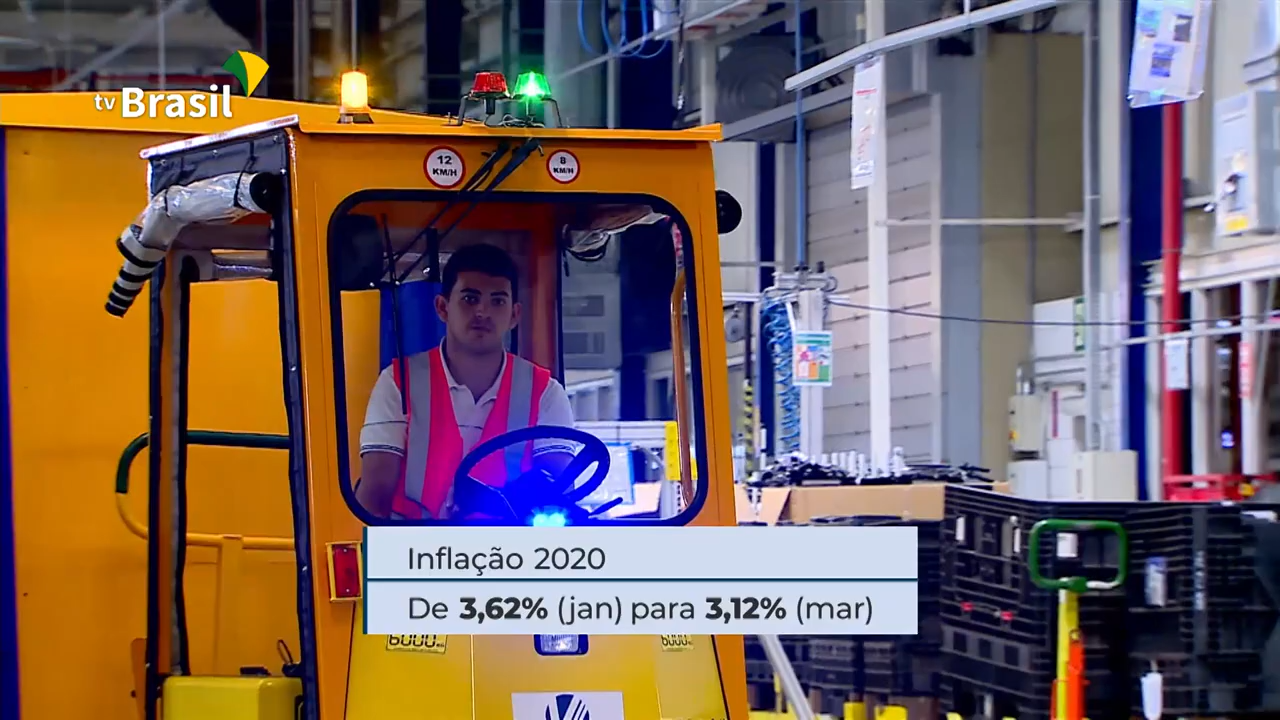 tv Brasil
12
KM/H
8
KM/H
Inflação 2020
De 3,62% (jan) para 3,12% (mar)
6000
6000